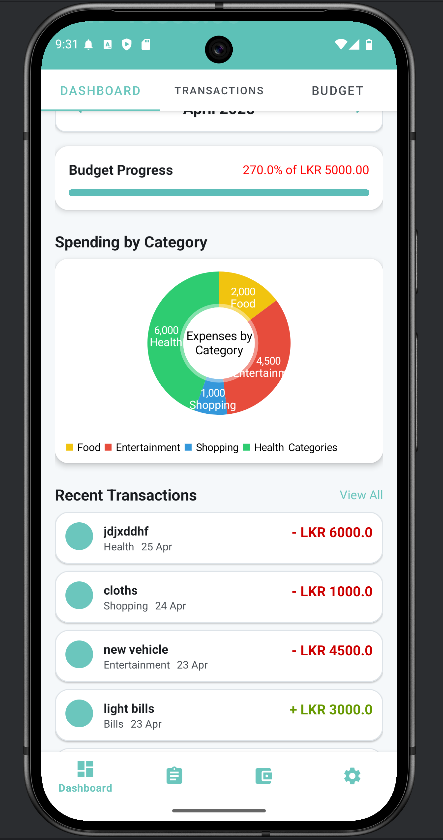 9:31
DASHBOARD TRANSACTIONS BUDGET
April 2025
Budget Progress 270.0% of LKR 5000.00
Spending by Category
2,000
Food
6,000
Health
Expenses by
Category
4,500
Entertainm
1,000
Shopping
Food Entertainment Shopping Health Categories
Recent Transactions View All
jdjxddhf - LKR 6000.0
Health 25 Apr
cloths - LKR 1000.0
Shopping 24 Apr
new vehicle - LKR 4500.0
Entertainment 23 Apr
light bills + LKR 3000.0
Bills 23 Apr
Dashboard